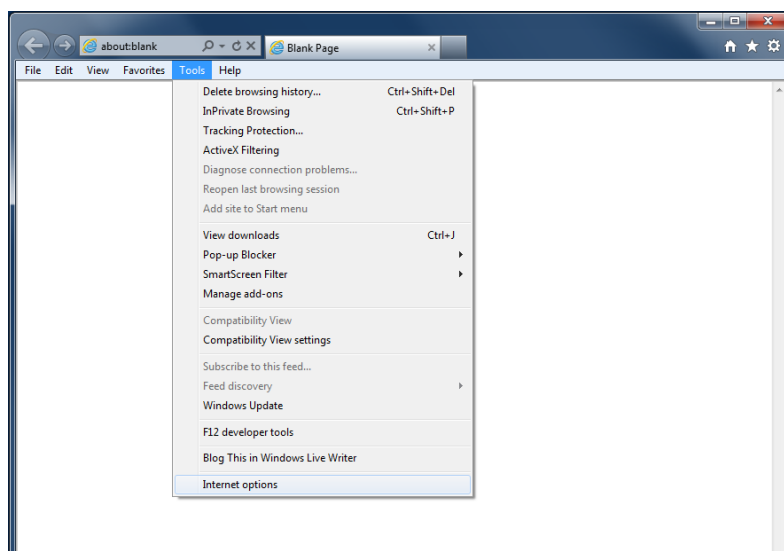 about:blank
Blank Page
File Edit View Favorites Tools Help
Delete browsing history... Ctrl+Shift+Del
InPrivate Browsing Ctrl+Shift+P
Tracking Protection...
ActiveX Filtering
Diagnose connection problems...
Reopen last browsing session
Add site to Start menu
View downloads Ctrl+J
Pop-up Blocker
SmartScreen Filter
Manage add-ons
Compatibility View
Compatibility View settings
Subscribe to this feed...
Feed discovery
Windows Update
F12 developer tools
Blog This in Windows Live Writer
Internet options